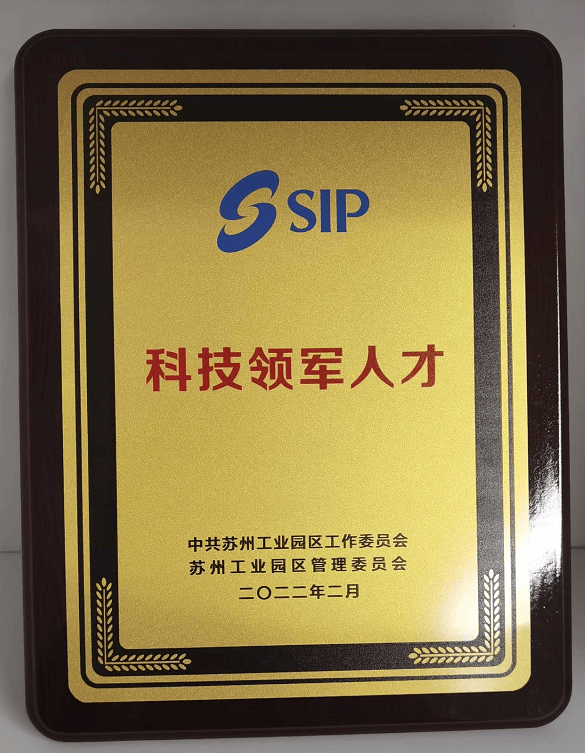 SIP
科技领军人才
中共苏州工业园区工作委员会
苏州工业园区管理委员会
二〇二二年二月